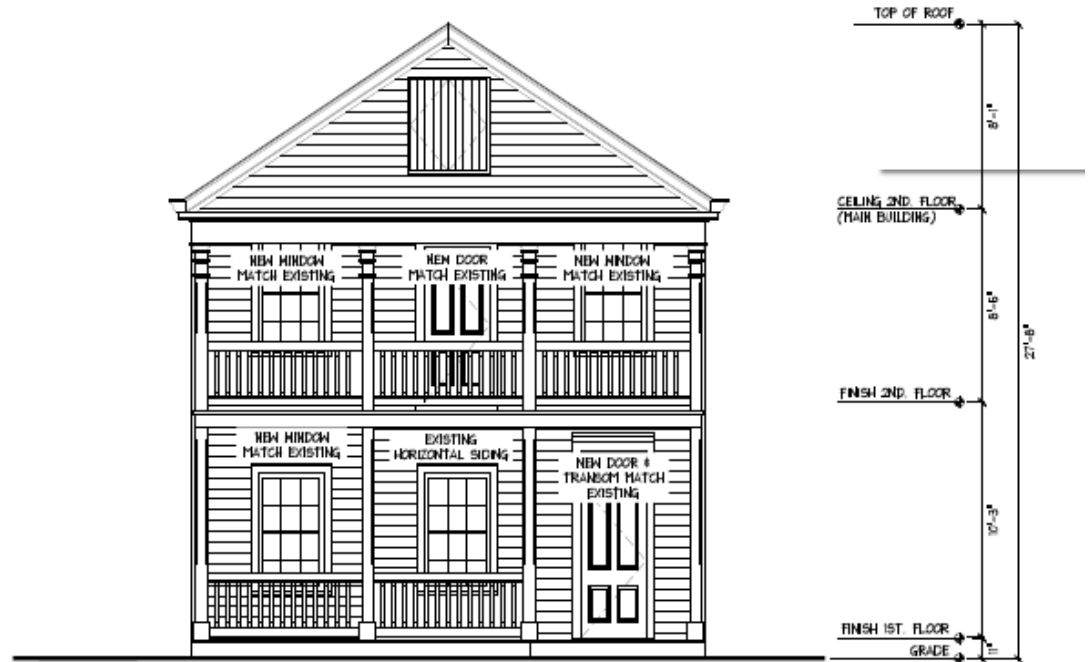 TOP OF ROOF
8'-1"
CEILING 2ND. FLOOR
(MAIN BUILDING)
NEW WINDOW
MATCH EXISTING
NEW DOOR
MATCH EXISTING
NEW WINDOW
MATCH EXISTING
8'-6"
27'-8"
FINISH 2ND. FLOOR
NEW WINDOW
MATCH EXISTING
EXISTING
HORIZONTAL SIDING
NEW DOOR &
TRANSOM MATCH
EXISTING
10'-3"
FINISH 1ST. FLOOR
GRADE
11"